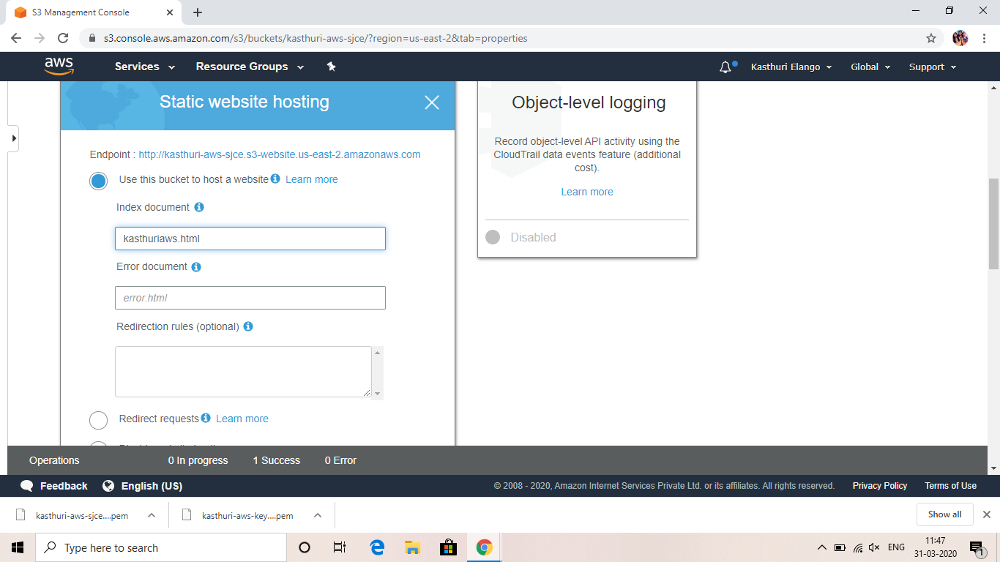 S3 Management Console
s3.console.aws.amazon.com/s3/buckets/kasthuri-aws-sjce/?region=us-east-2&tab=properties
aws
Services
Resource Groups
Kasthuri Elango
Global
Support
Static website hosting
Endpoint : http://kasthuri-aws-sjce.s3-website.us-east-2.amazonaws.com
Use this bucket to host a website Learn more
Index document
kasthuriaws.html
Error document
error.html
Redirection rules (optional)
Redirect requests Learn more
Object-level logging
Record object-level API activity using the
CloudTrail data events feature (additional
cost).
Learn more
Disabled
Operations
0 In progress
1 Success
0 Error
Feedback
English (US)
© 2008 - 2020, Amazon Internet Services Private Ltd. or its affiliates. All rights reserved.
Privacy Policy
Terms of Use
kasthuri-aws-sjce....pem
kasthuri-aws-key....pem
Show all
Type here to search
ENG
11:47
31-03-2020
1